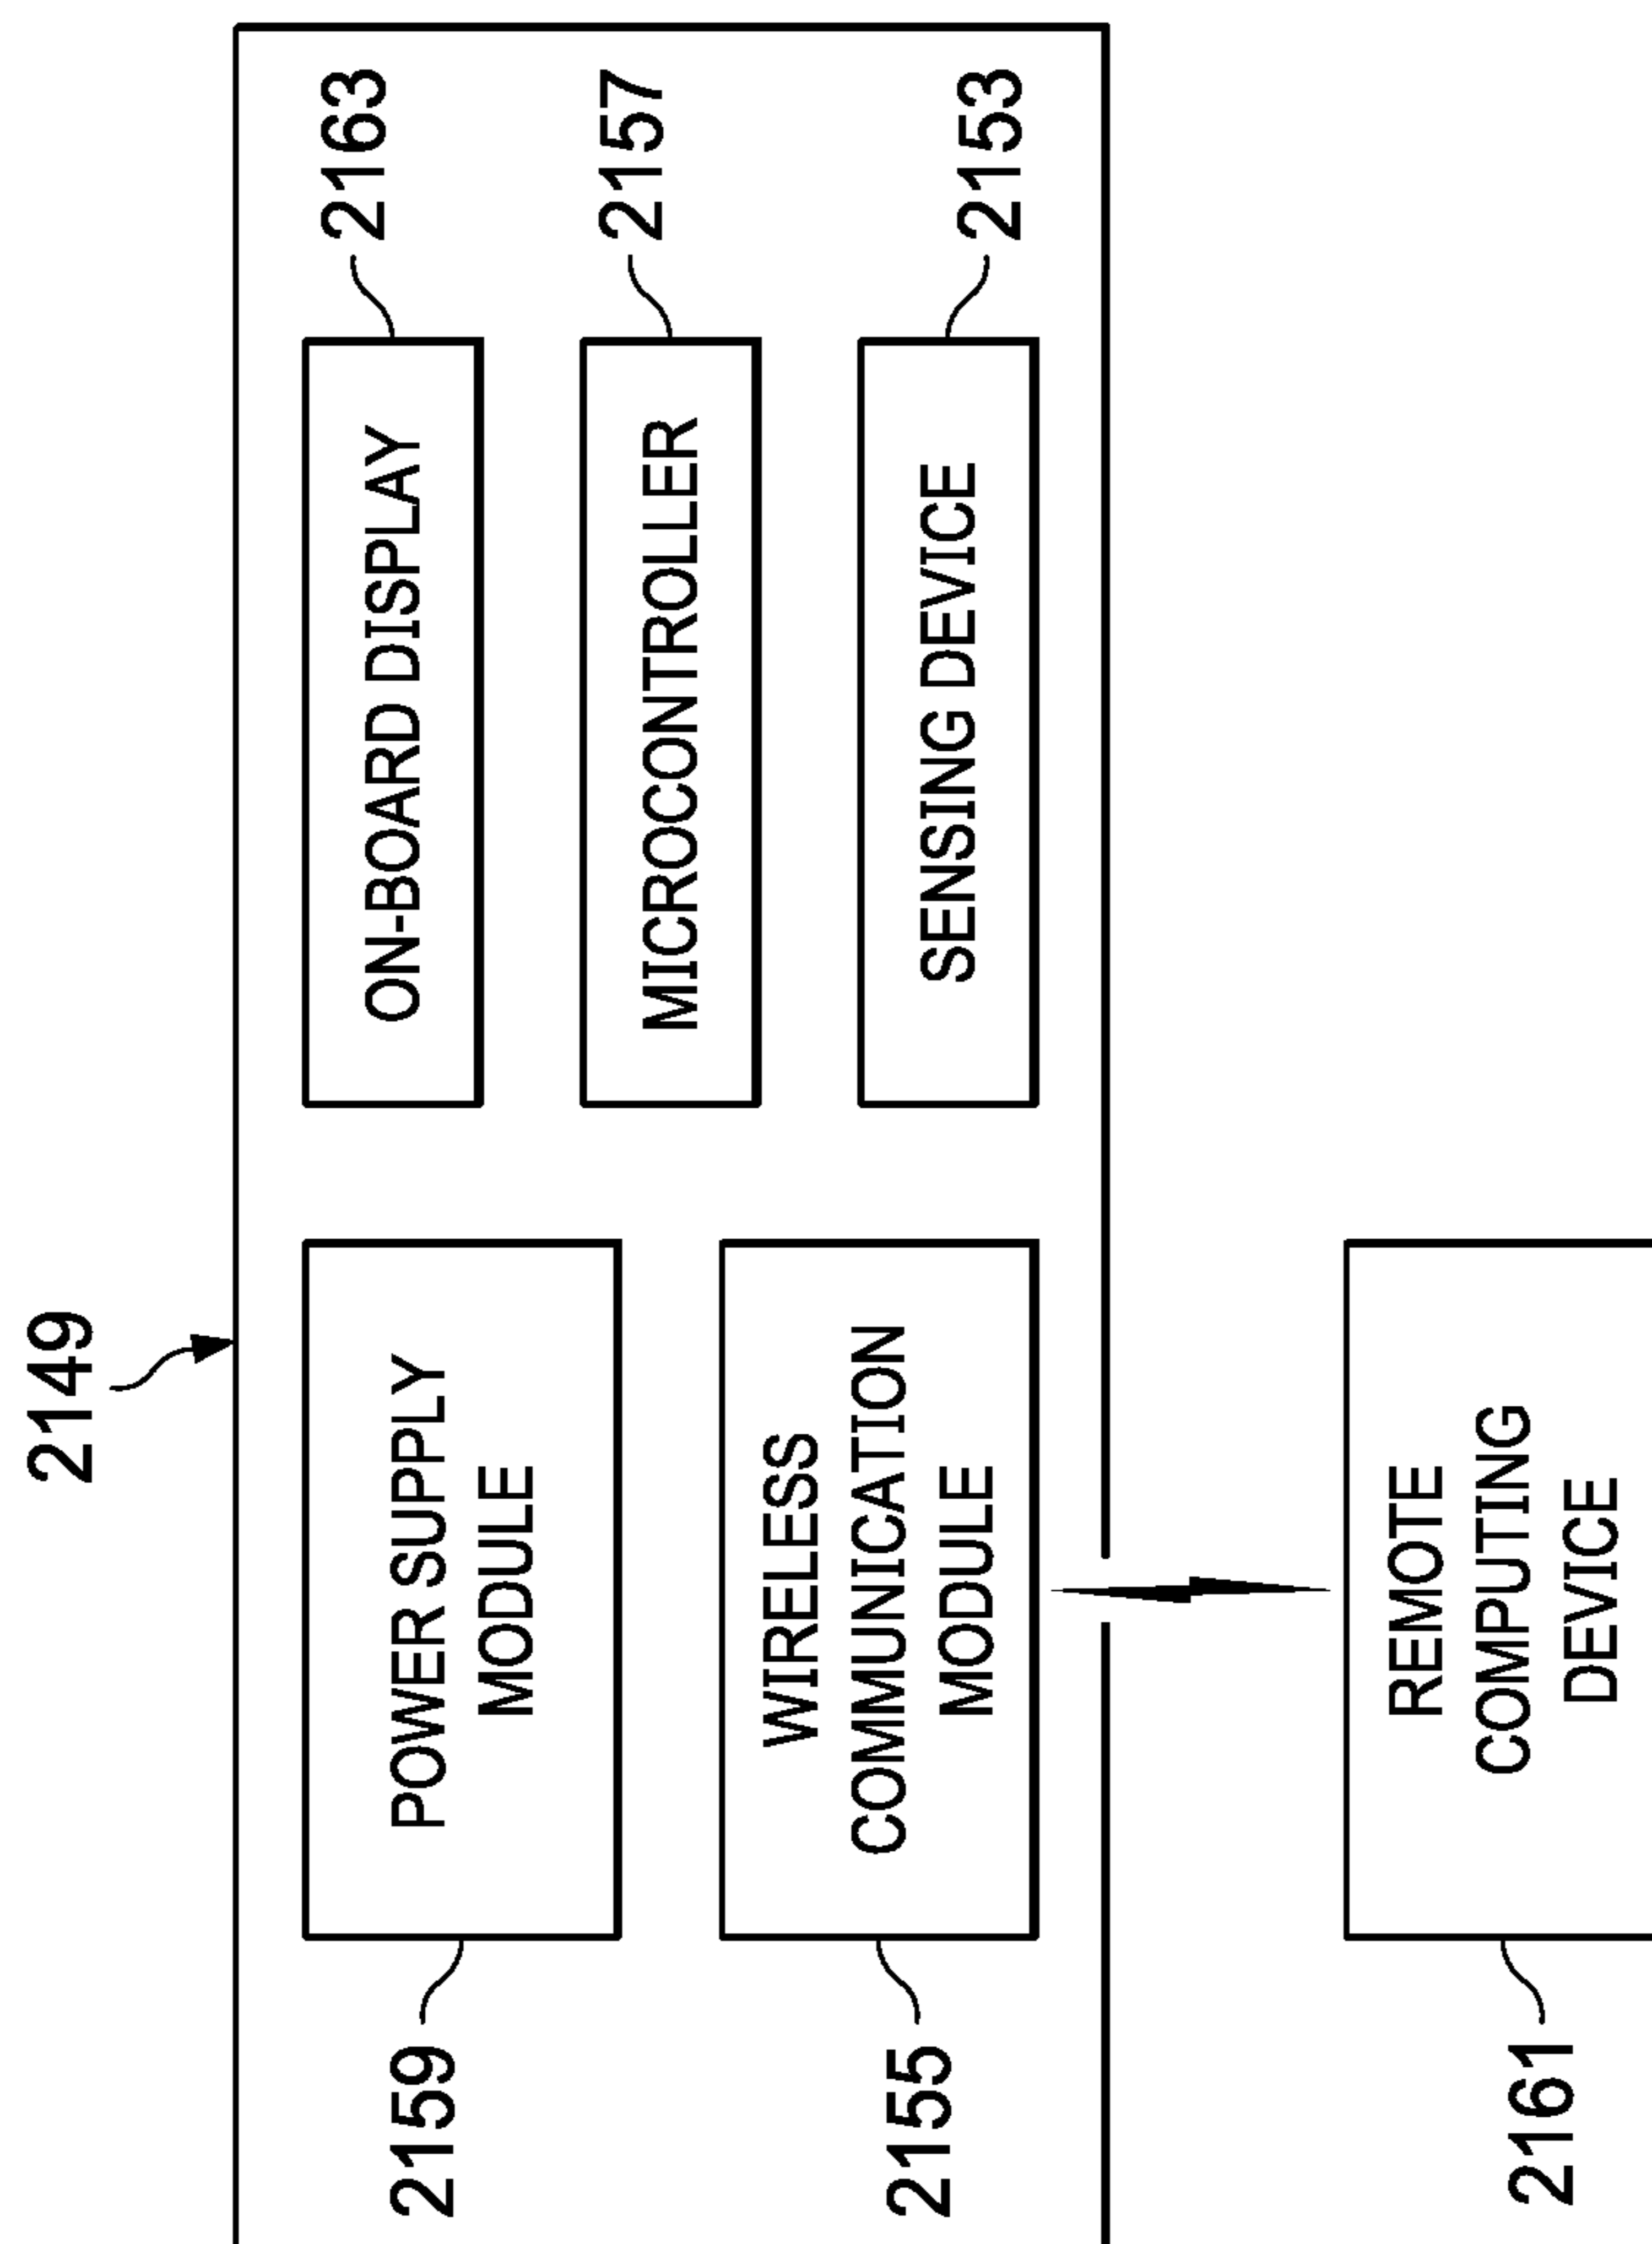 2149
2159
POWER SUPPLY
MODULE
ON-BOARD DISPLAY
2163
MICROCONTROLLER
2157
2155
WIRELESS
COMMUNICATION
MODULE
SENSING DEVICE
2153
2161
REMOTE
COMPUTING
DEVICE